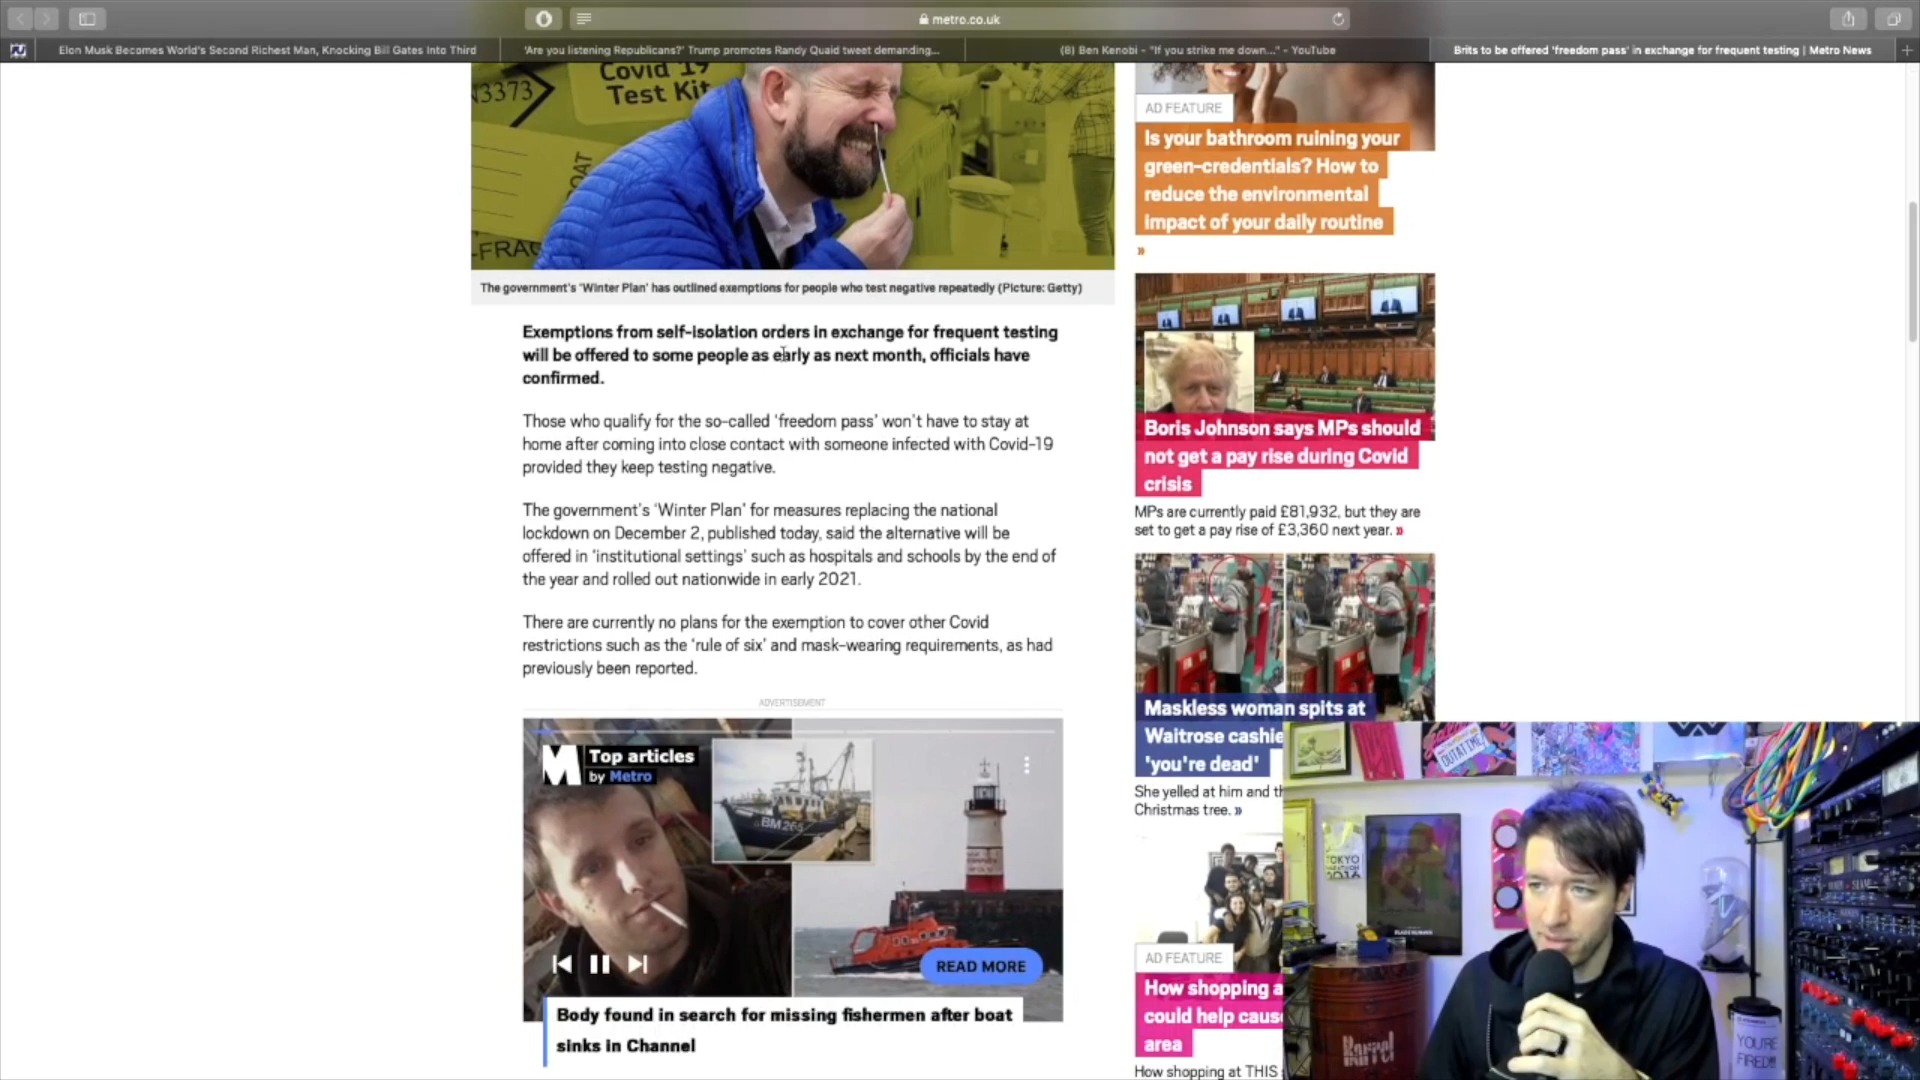 metro.co.uk
Elon Musk Becomes World's Second Richest Man, Knocking Bill Gates Into Third
'Are you listening Republicans?' Trump promotes Randy Quaid tweet demanding...
(8) Ben Kenobi - "If you strike me down..." - YouTube
Brits to be offered 'freedom pass' in exchange for frequent testing | Metro News
N3373
Covid 19
Test Kit
The government's 'Winter Plan' has outlined exemptions for people who test negative repeatedly (Picture: Getty)
Exemptions from self-isolation orders in exchange for frequent testing
will be offered to some people as early as next month, officials have
confirmed.
Those who qualify for the so-called 'freedom pass' won't have to stay at
home after coming into close contact with someone infected with Covid-19
provided they keep testing negative.
The government's 'Winter Plan' for measures replacing the national
lockdown on December 2, published today, said the alternative will be
offered in 'institutional settings' such as hospitals and schools by the end of
the year and rolled out nationwide in early 2021.
There are currently no plans for the exemption to cover other Covid
restrictions such as the 'rule of six' and mask-wearing requirements, as had
previously been reported.
ADVERTISEMENT
M Top articles
by Metro
BM 265
READ MORE
Body found in search for missing fishermen after boat
sinks in Channel
AD FEATURE
Is your bathroom ruining your
green-credentials? How to
reduce the environmental
impact of your daily routine
»
Boris Johnson says MPs should
not get a pay rise during Covid
crisis
MPs are currently paid £81,932, but they are
set to get a pay rise of £3,360 next year. »
Maskless woman spits at
Waitrose cashie
'you're dead'
She yelled at him and th
Christmas tree. »
AD FEATURE
How shopping a
could help cause
area
How shopping at THIS
OUTATIME
TOKYO
MARATHON
2016
Barrel
YOU'RE
FIRED!!!